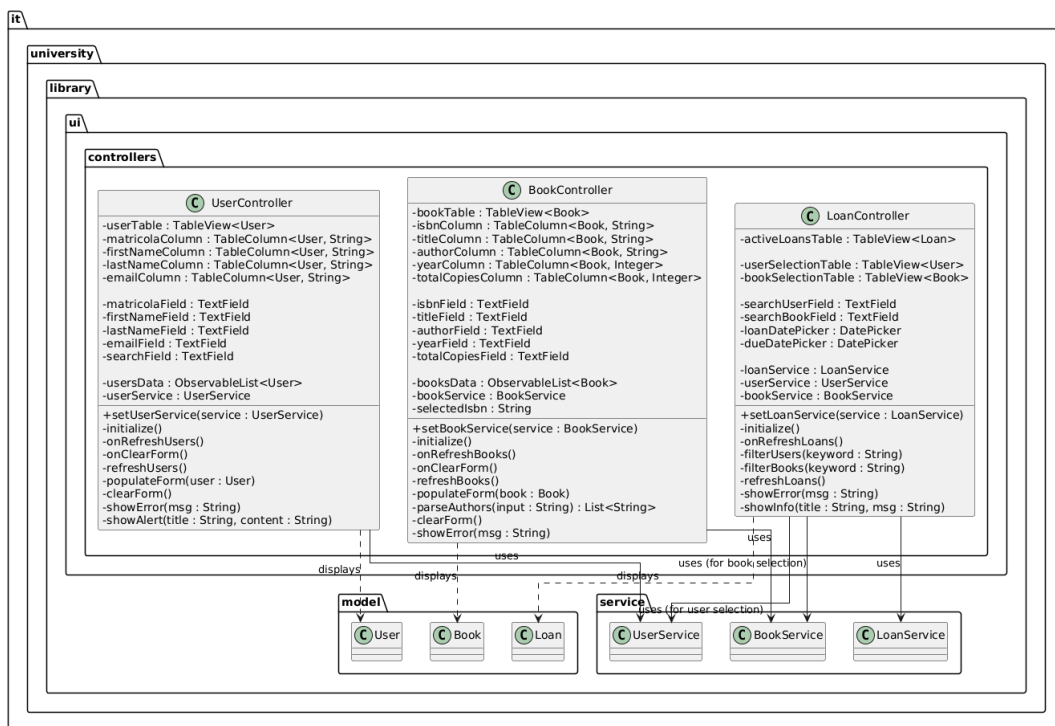 it
university
library
ui
controllers
UserController
-userTable : TableView<User>
-matricolaColumn : TableColumn<User, String>
-firstNameColumn : TableColumn<User, String>
-lastNameColumn : TableColumn<User, String>
-emailColumn : TableColumn<User, String>
-matricolaField : TextField
-firstNameField : TextField
-lastNameField : TextField
-emailField : TextField
-searchField : TextField
-usersData : ObservableList<User>
-userService : UserService
+setUserService(service : UserService)
-initialize()
-onRefreshUsers()
-onClearForm()
-refreshUsers()
-populateForm(user : User)
-clearForm()
-showError(msg : String)
-showAlert(title : String, content : String)
BookController
-bookTable : TableView<Book>
-isbnColumn : TableColumn<Book, String>
-titleColumn : TableColumn<Book, String>
-authorColumn : TableColumn<Book, String>
-yearColumn : TableColumn<Book, Integer>
-totalCopiesColumn : TableColumn<Book, Integer>
-isbnField : TextField
-titleField : TextField
-authorField : TextField
-yearField : TextField
-totalCopiesField : TextField
-booksData : ObservableList<Book>
-bookService : BookService
-selectedIsbn : String
+setBookService(service : BookService)
-initialize()
-onRefreshBooks()
-onClearForm()
-refreshBooks()
-populateForm(book : Book)
-parseAuthors(input : String) : List<String>
-clearForm()
-showError(msg : String)
LoanController
-activeLoansTable : TableView<Loan>
-userSelectionTable : TableView<User>
-bookSelectionTable : TableView<Book>
-searchUserField : TextField
-searchBookField : TextField
-loanDatePicker : DatePicker
-dueDatePicker : DatePicker
-loanService : LoanService
-userService : UserService
-bookService : BookService
+setLoanService(service : LoanService)
-initialize()
-onRefreshLoans()
-filterUsers(keyword : String)
-filterBooks(keyword : String)
-refreshLoans()
-showError(msg : String)
-showInfo(title : String, msg : String)
uses
uses
displays
displays
displays
uses (for book selection)
uses
uses (for user selection)
model
User
Book
Loan
service
UserService
BookService
LoanService